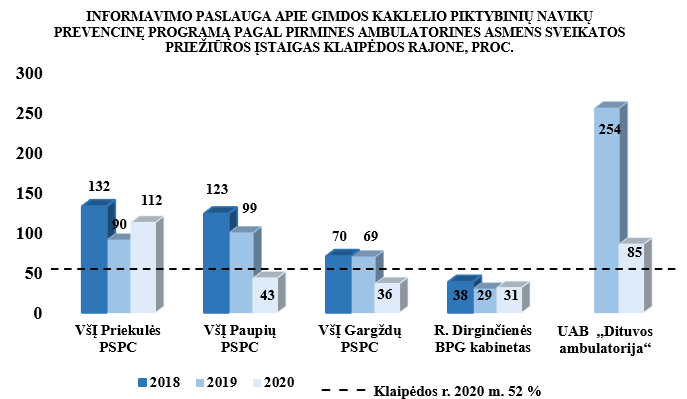 INFORMAVIMO PASLAUGA APIE GIMDOS KAKLELIO PIKTYBINIŲ NAVIKŲ
PREVENCINĘ PROGRAMĄ PAGAL PIRMINES AMBULATORINES ASMENS SVEIKATOS
PRIEŽIŪROS ĮSTAIGAS KLAIPĖDOS RAJONE, PROC.
300
250
200
150
100
50
0
132
90
112
123
99
43
70
69
36
38
29
31
254
85
VšĮ Priekulės
PSPC
VšĮ Paupių
PSPC
VšĮ Gargždų
PSPC
R. Dirginčienės
BPG kabinetas
UAB „Dituvos
ambulatorija“
2018
2019
2020
Klaipėdos r. 2020 m. 52 %